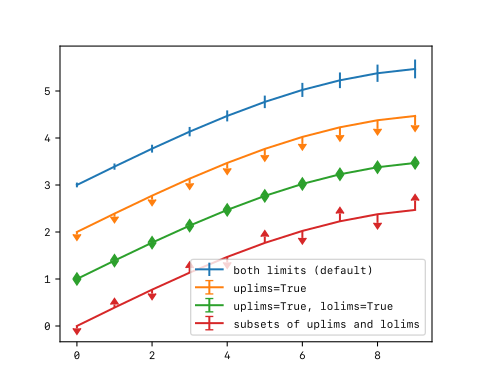 5
4
3
2
1
0
both limits (default)
uplims=True
uplims=True, lolims=True
subsets of uplims and lolims
0 2 4 6 8